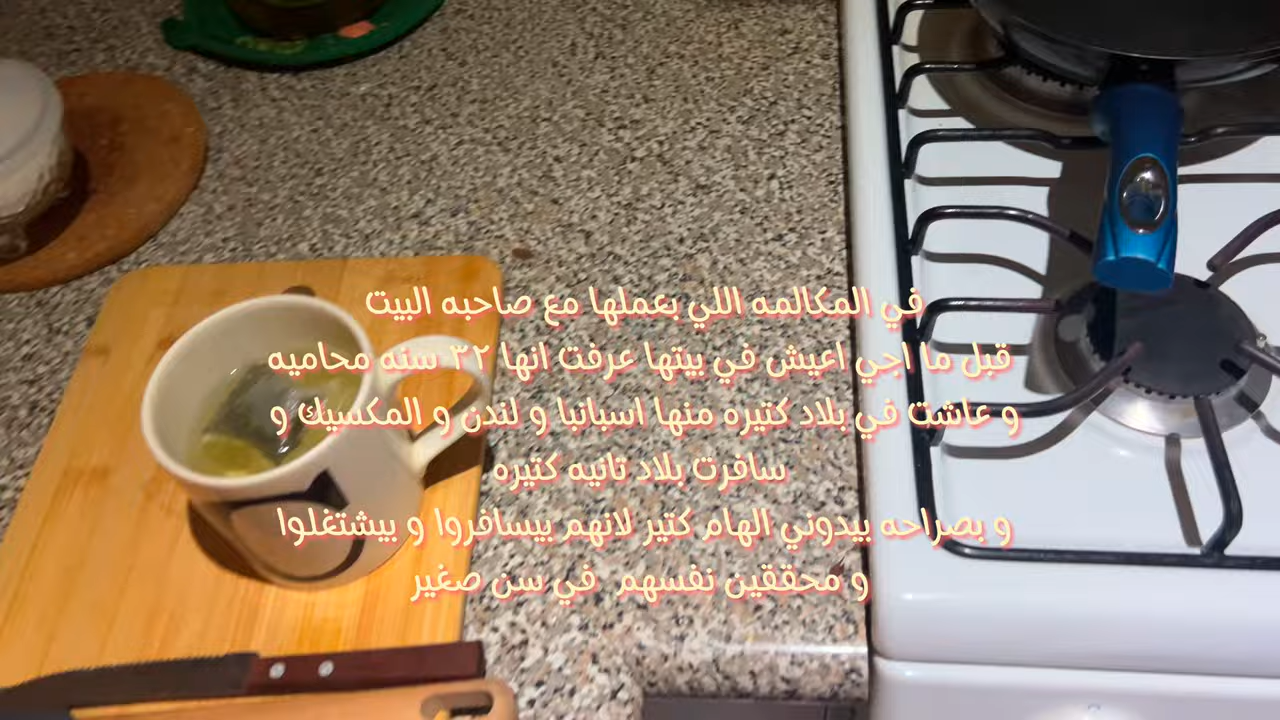 في المكالمه اللي بعملها مع صاحبه البيت
قبل ما اجي اعيش في بيتها عرفت انها ٣٢ سنه محاميه
و عاشت في بلاد كتيره منها اسبانبا و لندن و المكسيك و
سافرت بلاد تانيه كتيره
و بصراحه بيدوني الهام كتير لانهم بيسافروا و بيشتغلوا
و محققين نفسهم في سن صغير